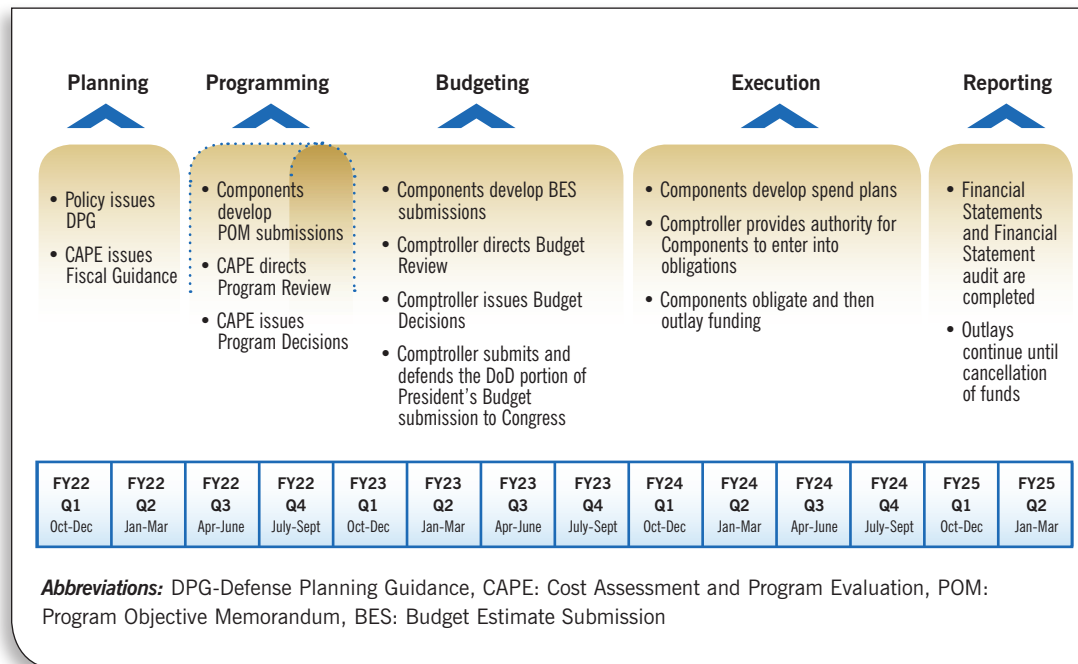 Planning
Programming
Budgeting
Execution
Reporting
• Policy issues
DPG
• CAPE issues
Fiscal Guidance
• Components
develop
POM submissions
• CAPE directs
Program Review
• CAPE issues
Program Decisions
• Components develop BES
submissions
• Comptroller directs Budget
Review
• Comptroller issues Budget
Decisions
• Comptroller submits and
defends the DoD portion of
President’s Budget
submission to Congress
• Components develop spend plans
• Comptroller provides authority for
Components to enter into
obligations
• Components obligate and then
outlay funding
• Financial
Statements
and Financial
Statement
audit are
completed
• Outlays
continue until
cancellation
of funds
FY22 FY22 FY22 FY22 FY23 FY23 FY23 FY23 FY24 FY24 FY24 FY24 FY25 FY25
Q1 Q2 Q3 Q4 Q1 Q2 Q3 Q4 Q1 Q2 Q3 Q4 Q1 Q2
Oct-Dec Jan-Mar Apr-June July-Sept Oct-Dec Jan-Mar Apr-June July-Sept Oct-Dec Jan-Mar Apr-June July-Sept Oct-Dec Jan-Mar
Abbreviations: DPG-Defense Planning Guidance, CAPE: Cost Assessment and Program Evaluation, POM:
Program Objective Memorandum, BES: Budget Estimate Submission